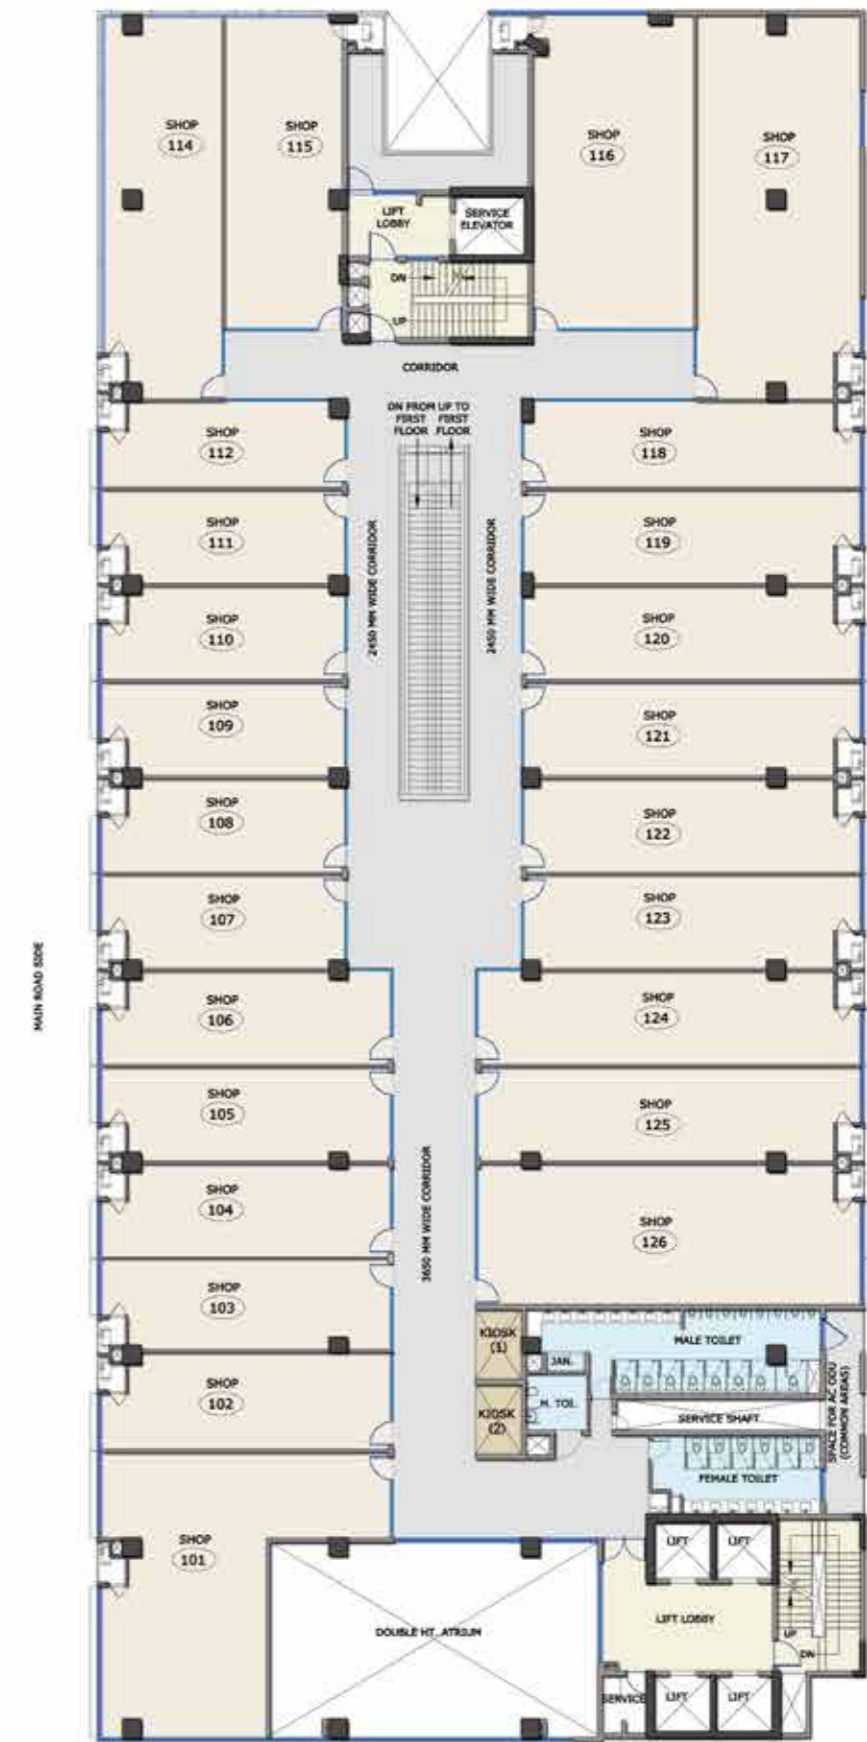 SHOP
114
SHOP
115
SHOP
116
SHOP
117
LIFT
LOBBY
SERVICE
ELEVATOR
DN
UP
CORRIDOR
DN FROM UP TO
FIRST FIRST
FLOOR FLOOR
SHOP
112
SHOP
118
2450 MM WIDE CORRIDOR
2450 MM WIDE CORRIDOR
SHOP
111
SHOP
119
SHOP
110
SHOP
120
SHOP
109
SHOP
121
SHOP
108
SHOP
122
SHOP
107
SHOP
123
MAIN ROAD SIDE
SHOP
106
SHOP
124
SHOP
105
SHOP
125
3650 MM WIDE CORRIDOR
SHOP
104
SHOP
126
SHOP
103
KIOSK
(1)
MALE TOILET
JAN.
SHOP
102
KIOSK
(2)
H. TOI.
SERVICE SHAFT
SPACE FOR AC ODU
(COMMON AREAS)
FEMALE TOILET
SHOP
101
LIFT
LIFT
DOUBLE HT. ATRIUM
LIFT LOBBY
UP
DN
SERVICE
LIFT
LIFT